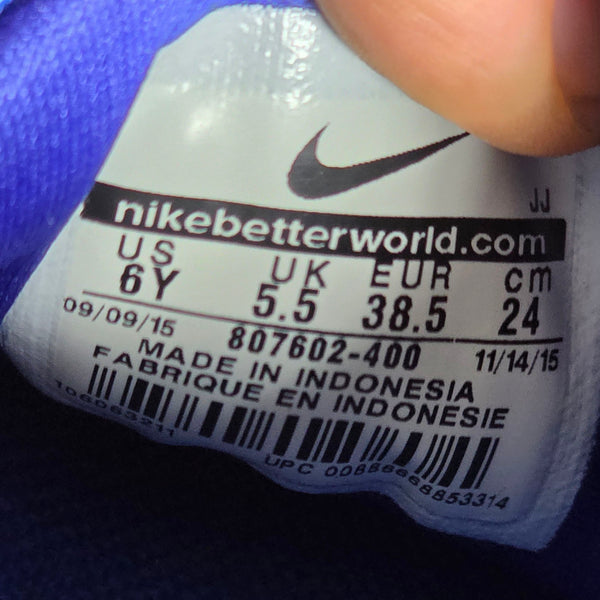 JJ
nikebetterworld.com
US UK EUR cm
6Y 5.5 38.5 24
09/09/15 807602-400 11/14/15
MADE IN INDONESIA
FABRIQUE EN INDONESIE
UPC